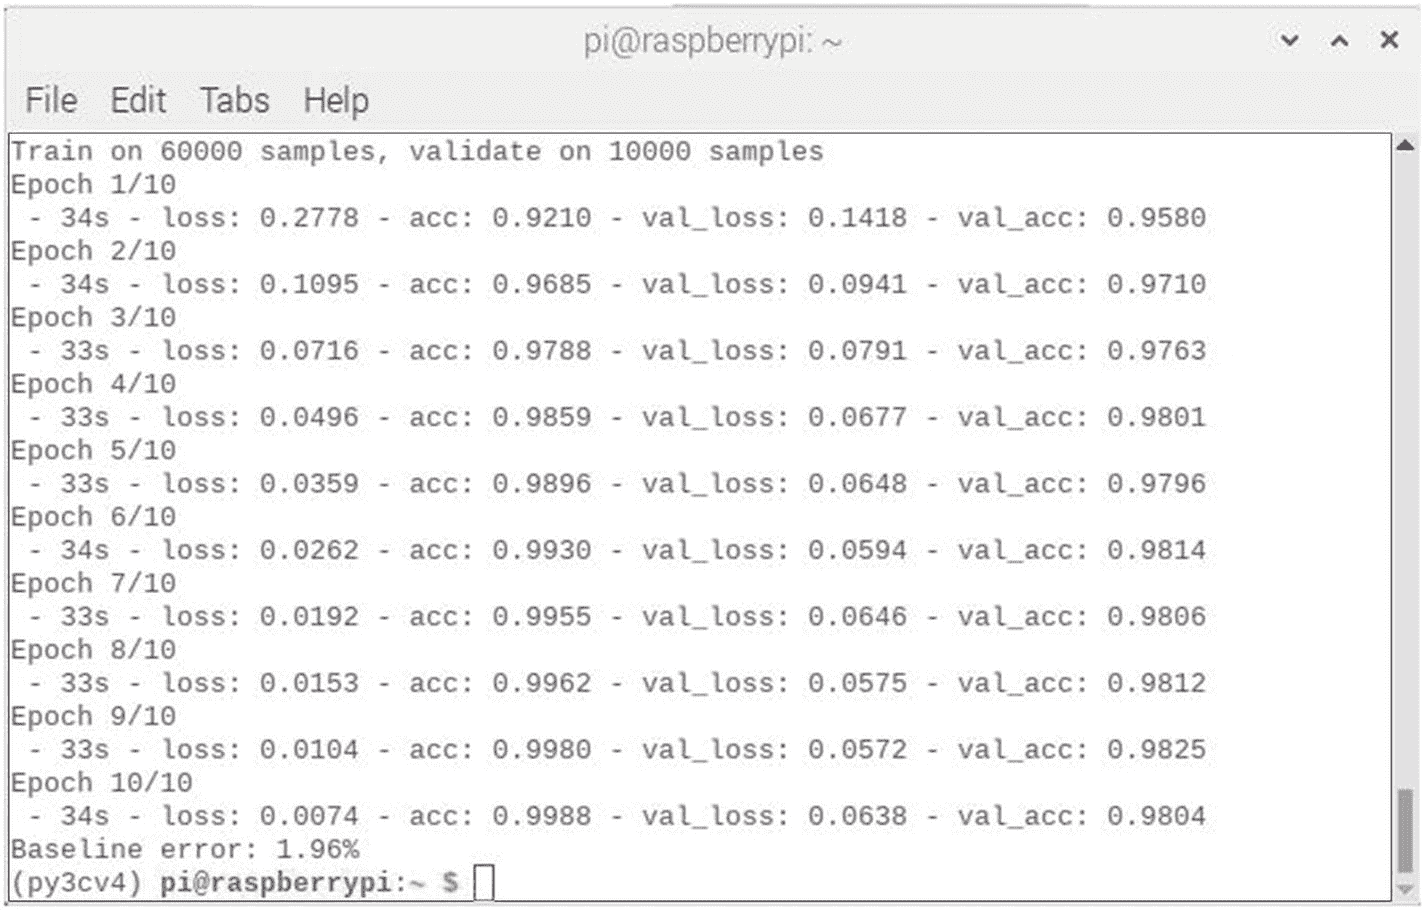 pi@raspberrypi: ~
File Edit Tabs Help
Train on 60000 samples, validate on 10000 samples
Epoch 1/10
 - 34s - loss: 0.2778 - acc: 0.9210 - val_loss: 0.1418 - val_acc: 0.9580
Epoch 2/10
 - 34s - loss: 0.1095 - acc: 0.9685 - val_loss: 0.0941 - val_acc: 0.9710
Epoch 3/10
 - 33s - loss: 0.0716 - acc: 0.9788 - val_loss: 0.0791 - val_acc: 0.9763
Epoch 4/10
 - 33s - loss: 0.0496 - acc: 0.9859 - val_loss: 0.0677 - val_acc: 0.9801
Epoch 5/10
 - 33s - loss: 0.0359 - acc: 0.9896 - val_loss: 0.0648 - val_acc: 0.9796
Epoch 6/10
 - 34s - loss: 0.0262 - acc: 0.9930 - val_loss: 0.0594 - val_acc: 0.9814
Epoch 7/10
 - 33s - loss: 0.0192 - acc: 0.9955 - val_loss: 0.0646 - val_acc: 0.9806
Epoch 8/10
 - 33s - loss: 0.0153 - acc: 0.9962 - val_loss: 0.0575 - val_acc: 0.9812
Epoch 9/10
 - 33s - loss: 0.0104 - acc: 0.9980 - val_loss: 0.0572 - val_acc: 0.9825
Epoch 10/10
 - 34s - loss: 0.0074 - acc: 0.9988 - val_loss: 0.0638 - val_acc: 0.9804
Baseline error: 1.96%
(py3cv4) pi@raspberrypi:~ $